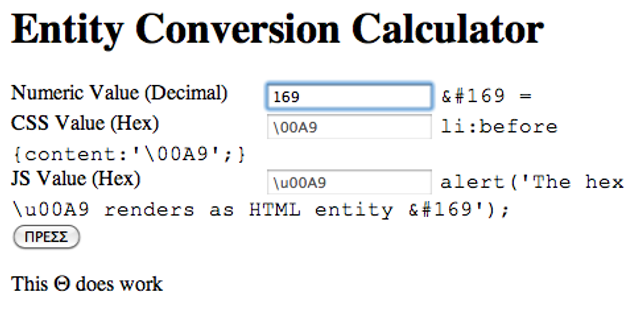 Entity Conversion Calculator
Numeric Value (Decimal) 169 &#169 =
CSS Value (Hex) \00A9 li:before
{content:'\00A9';}
JS Value (Hex) \u00A9 alert('The hex
\u00A9 renders as HTML entity &#169');
ΠΡΕΣΣ
This Θ does work